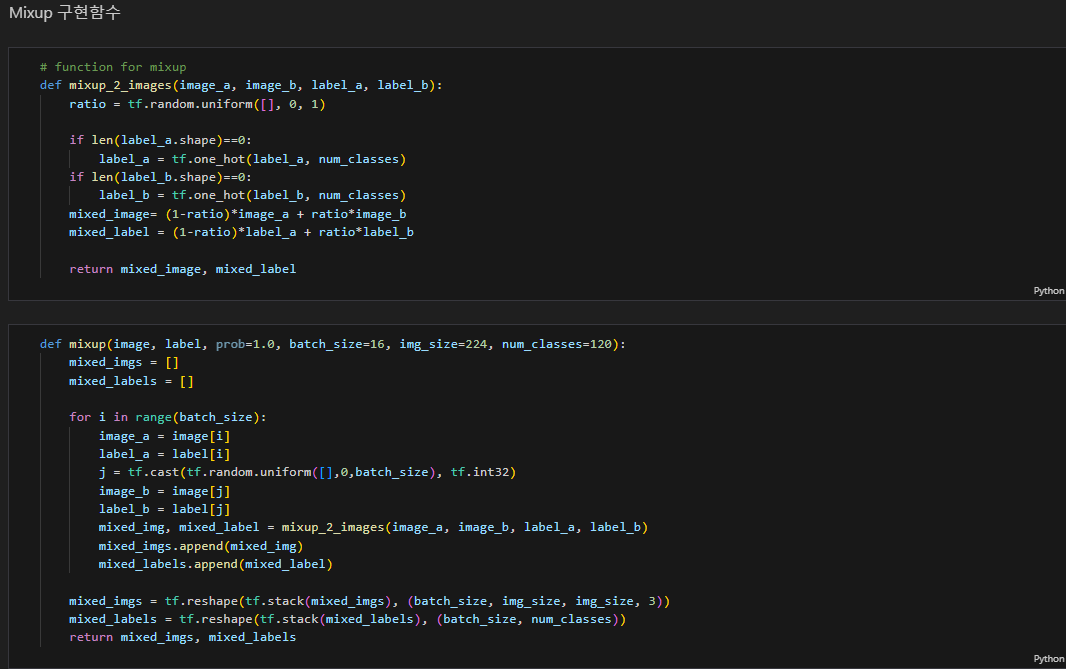 Mixup 구현함수
# function for mixup
def mixup_2_images(image_a, image_b, label_a, label_b):
    ratio = tf.random.uniform([], 0, 1)

    if len(label_a.shape)==0:
        label_a = tf.one_hot(label_a, num_classes)
    if len(label_b.shape)==0:
        label_b = tf.one_hot(label_b, num_classes)
    mixed_image= (1-ratio)*image_a + ratio*image_b
    mixed_label = (1-ratio)*label_a + ratio*label_b

    return mixed_image, mixed_label
Python
def mixup(image, label, prob=1.0, batch_size=16, img_size=224, num_classes=120):
    mixed_imgs = []
    mixed_labels = []

    for i in range(batch_size):
        image_a = image[i]
        label_a = label[i]
        j = tf.cast(tf.random.uniform([],0,batch_size), tf.int32)
        image_b = image[j]
        label_b = label[j]
        mixed_img, mixed_label = mixup_2_images(image_a, image_b, label_a, label_b)
        mixed_imgs.append(mixed_img)
        mixed_labels.append(mixed_label)

    mixed_imgs = tf.reshape(tf.stack(mixed_imgs), (batch_size, img_size, img_size, 3))
    mixed_labels = tf.reshape(tf.stack(mixed_labels), (batch_size, num_classes))
    return mixed_imgs, mixed_labels
Python